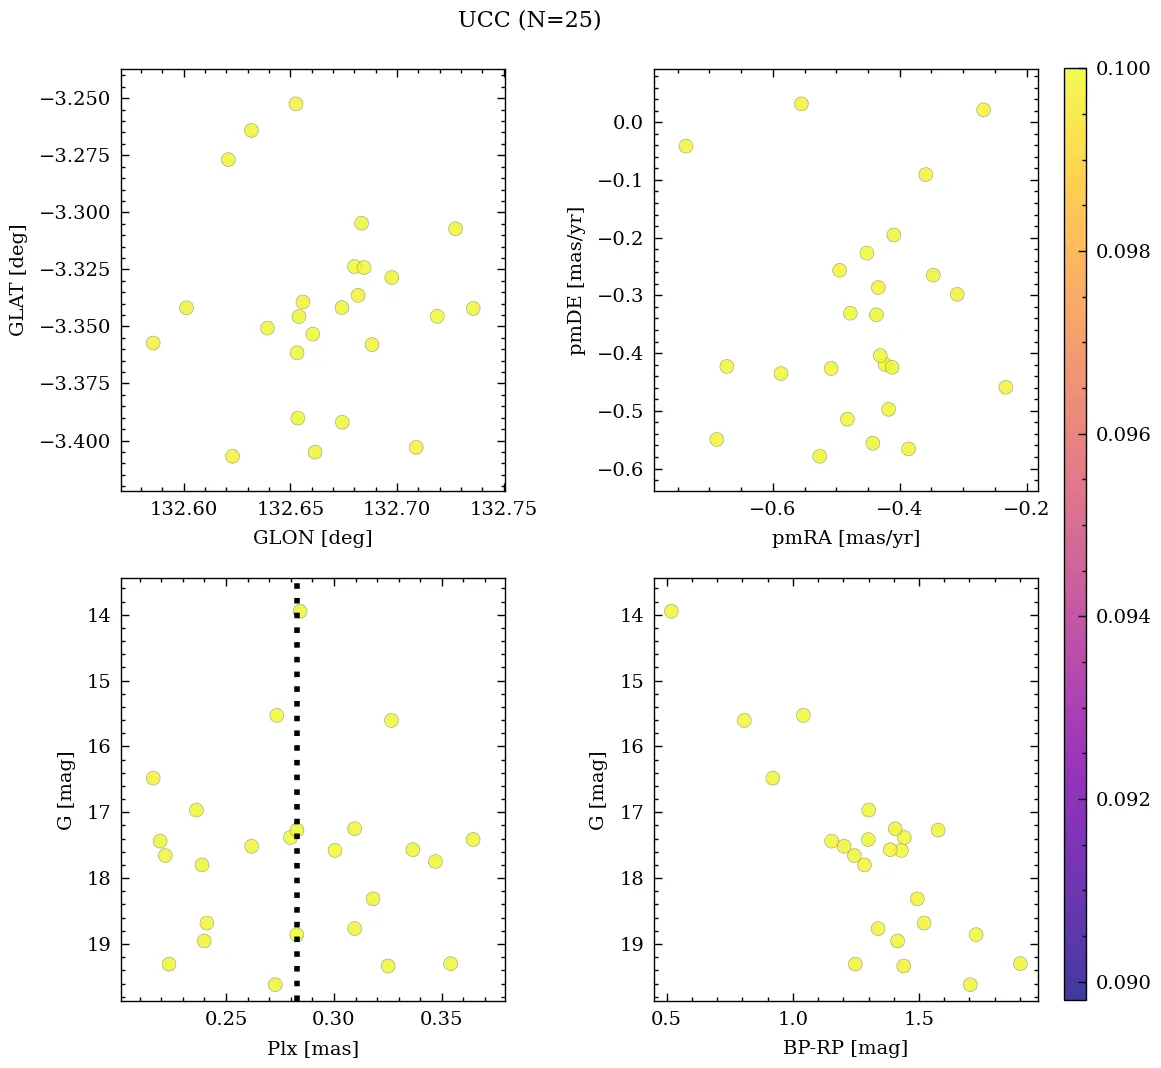 UCC (N=25)
−3.250
−3.275
−3.300
−3.325
−3.350
−3.375
−3.400
GLAT [deg]
132.60 132.65 132.70 132.75
GLON [deg]
0.0
−0.1
−0.2
−0.3
−0.4
−0.5
−0.6
pmDE [mas/yr]
−0.6 −0.4 −0.2
pmRA [mas/yr]
14
15
16
17
18
19
G [mag]
0.25 0.30 0.35
Plx [mas]
14
15
16
17
18
19
G [mag]
0.5 1.0 1.5
BP-RP [mag]
0.100
0.098
0.096
0.094
0.092
0.090